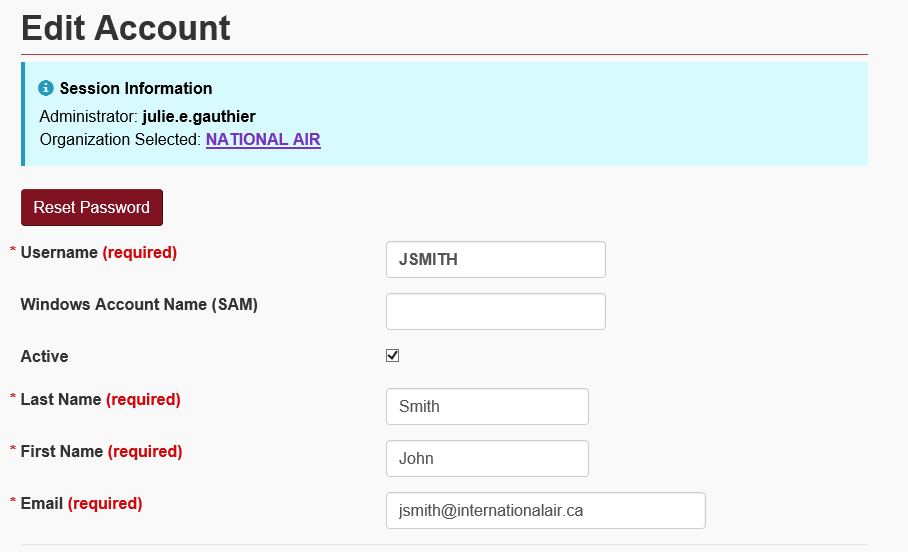 Edit Account
Session Information
Administrator: julie.e.gauthier
Organization Selected: NATIONAL AIR
Reset Password
* Username (required) JSMITH
Windows Account Name (SAM)
Active
* Last Name (required) Smith
* First Name (required) John
* Email (required) jsmith@internationalair.ca